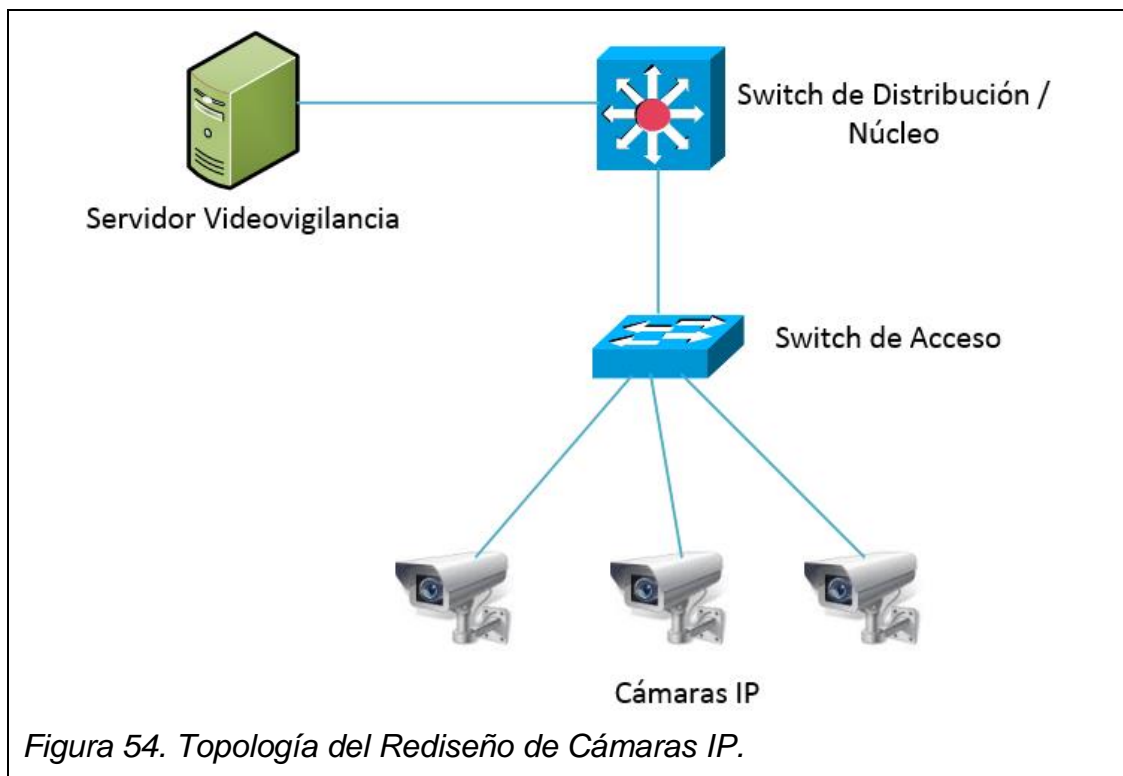 Servidor Videovigilancia
Switch de Distribución /
Núcleo
Switch de Acceso
Cámaras IP
Figura 54. Topología del Rediseño de Cámaras IP.